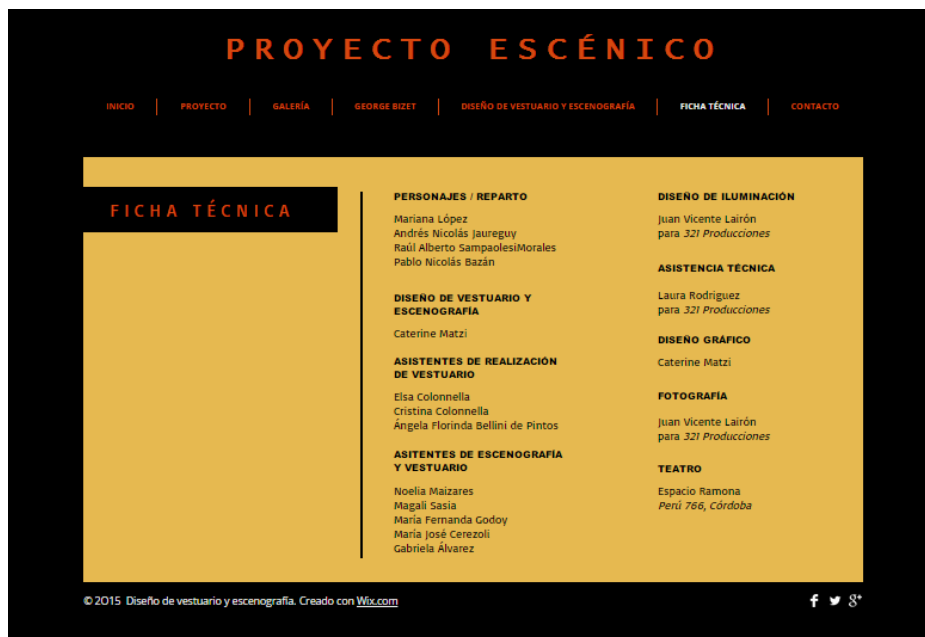 PROYECTO ESCÉNICO
INICIO
PROYECTO
GALERÍA
GEORGE BIZET
DISEÑO DE VESTUARIO Y ESCENOGRAFÍA
FICHA TÉCNICA
CONTACTO
FICHA TÉCNICA
PERSONAJES / REPARTO
Mariana López
Andrés Nicolás Jaureguy
Raúl Alberto SampaolesiMorales
Pablo Nicolás Bazán
DISEÑO DE VESTUARIO Y
ESCENOGRAFÍA
Caterine Matzi
ASISTENTES DE REALIZACIÓN
DE VESTUARIO
Elsa Colonnella
Cristina Colonnella
Ángela Florinda Bellini de Pintos
ASITENTES DE ESCENOGRAFÍA
Y VESTUARIO
Noelia Maizares
Magali Sasia
María Fernanda Godoy
María José Cerezoli
Gabriela Álvarez
DISEÑO DE ILUMINACIÓN
Juan Vicente Lairón
para 321 Producciones
ASISTENCIA TÉCNICA
Laura Rodriguez
para 321 Producciones
DISEÑO GRÁFICO
Caterine Matzi
FOTOGRAFÍA
Juan Vicente Lairón
para 321 Producciones
TEATRO
Espacio Ramona
Perú 766, Córdoba
© 2015 Diseño de vestuario y escenografía. Creado con Wix.com